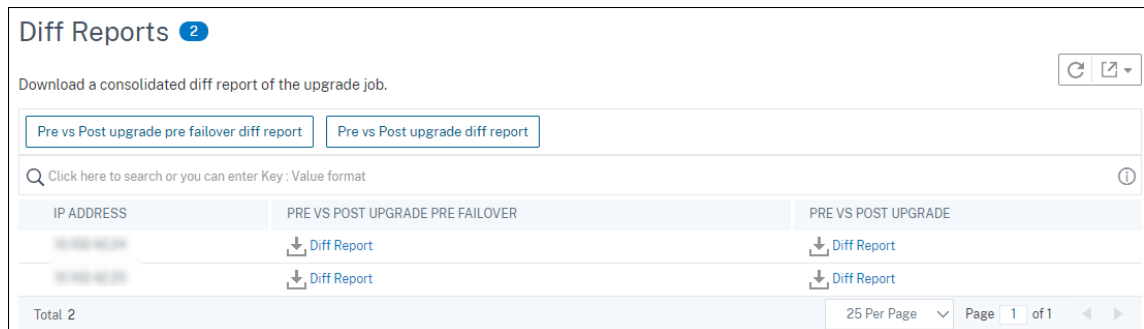 Diff Reports 2
Download a consolidated diff report of the upgrade job.
Pre vs Post upgrade pre failover diff report Pre vs Post upgrade diff report
Click here to search or you can enter Key : Value format
IP ADDRESS PRE VS POST UPGRADE PRE FAILOVER PRE VS POST UPGRADE
Diff Report Diff Report
Diff Report Diff Report
Total 2 25 Per Page Page 1 of 1